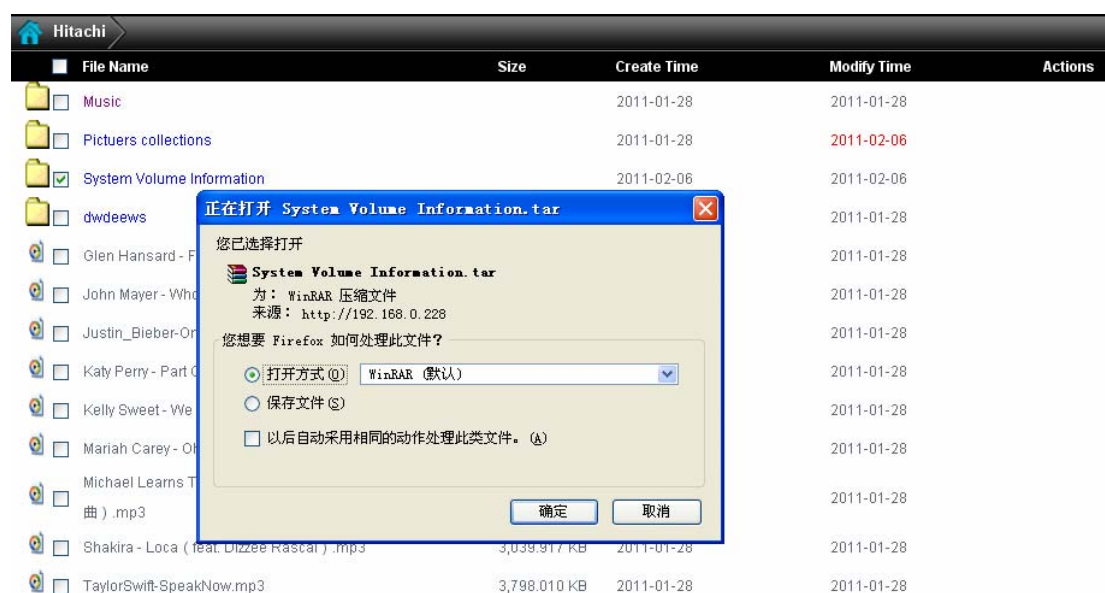 Hitachi
File Name Size Create Time Modify Time Actions
Music 2011-01-28 2011-01-28
Pictuers collections 2011-01-28 2011-02-06
System Volume Information 2011-02-06 2011-02-06
dwdeews 2011-01-28
Glen Hansard - F 2011-01-28
John Mayer - Who 2011-01-28
Justin_Bieber-On 2011-01-28
Katy Perry - Part 2011-01-28
Kelly Sweet - We 2011-01-28
Mariah Carey - Oh 2011-01-28
Michael Learns T
曲 ) .mp3 2011-01-28
Shakira - Loca ( feat. Dizzee Rascal ) .mp3 3,039.917 KB 2011-01-28 2011-01-28
TaylorSwift-SpeakNow.mp3 3,798.010 KB 2011-01-28 2011-01-28
正在打开 System Volume Information.tar
您已选择打开
System Volume Information.tar
为： WinRAR 压缩文件
来源： http://192.168.0.228
您想要 Firefox 如何处理此文件?
打开方式(O) WinRAR (默认)
保存文件(S)
以后自动采用相同的动作处理此类文件。(A)
确定 取消